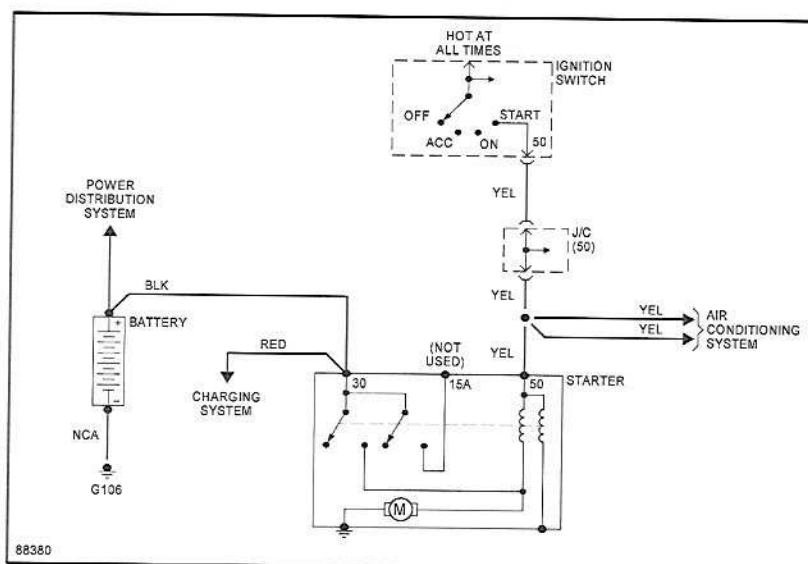 HOT AT
ALL TIMES
IGNITION
SWITCH
OFF
START
ACC
ON
50
YEL
POWER
DISTRIBUTION
SYSTEM
J/C
(50)
BLK
YEL
YEL
AIR
YEL
CONDITIONING
SYSTEM
+
BATTERY
-
RED
(NOT
USED)
YEL
30
15A
50
STARTER
CHARGING
SYSTEM
NCA
G106
M
88380